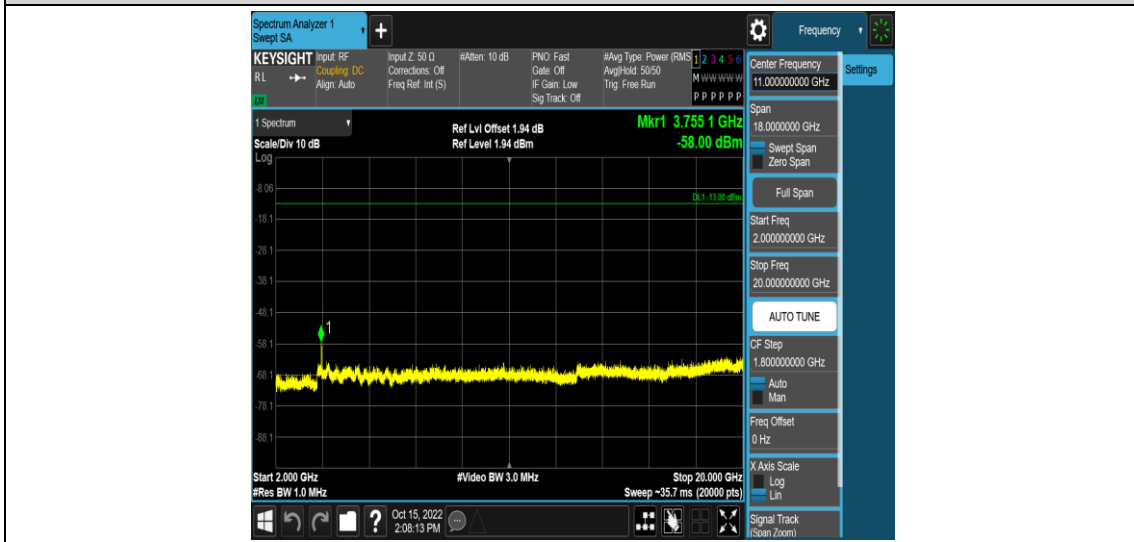 Spectrum Analyzer 1
Swept SA
+
Frequency
KEYSIGHT
RL
LXI
Input: RF
Coupling: DC
Align: Auto
Input Z: 50 Ω
Corrections: Off
Freq Ref: Int (S)
#Atten: 10 dB
PNO: Fast
Gate: Off
IF Gain: Low
Sig Track: Off
#Avg Type: Power (RMS
Avg|Hold: 50/50
Trig: Free Run
1 2 3 4 5 6
M W W W W W
P P P P P P
1 Spectrum
Scale/Div 10 dB
Log
Ref Lvl Offset 1.94 dB
Ref Level 1.94 dBm
Mkr1 3.755 1 GHz
-58.00 dBm
DL1 -13.00 dBm
-8.06
-18.1
-28.1
-38.1
-48.1
-58.1
-68.1
-78.1
-88.1
1
Start 2.000 GHz
#Res BW 1.0 MHz
#Video BW 3.0 MHz
Stop 20.000 GHz
Sweep ~35.7 ms (20000 pts)
Center Frequency
11.000000000 GHz
Settings
Span
18.0000000 GHz
Swept Span
Zero Span
Full Span
Start Freq
2.000000000 GHz
Stop Freq
20.000000000 GHz
AUTO TUNE
CF Step
1.800000000 GHz
Auto
Man
Freq Offset
0 Hz
X Axis Scale
Log
Lin
Signal Track
(Span Zoom)
?
Oct 15, 2022
2:08:13 PM